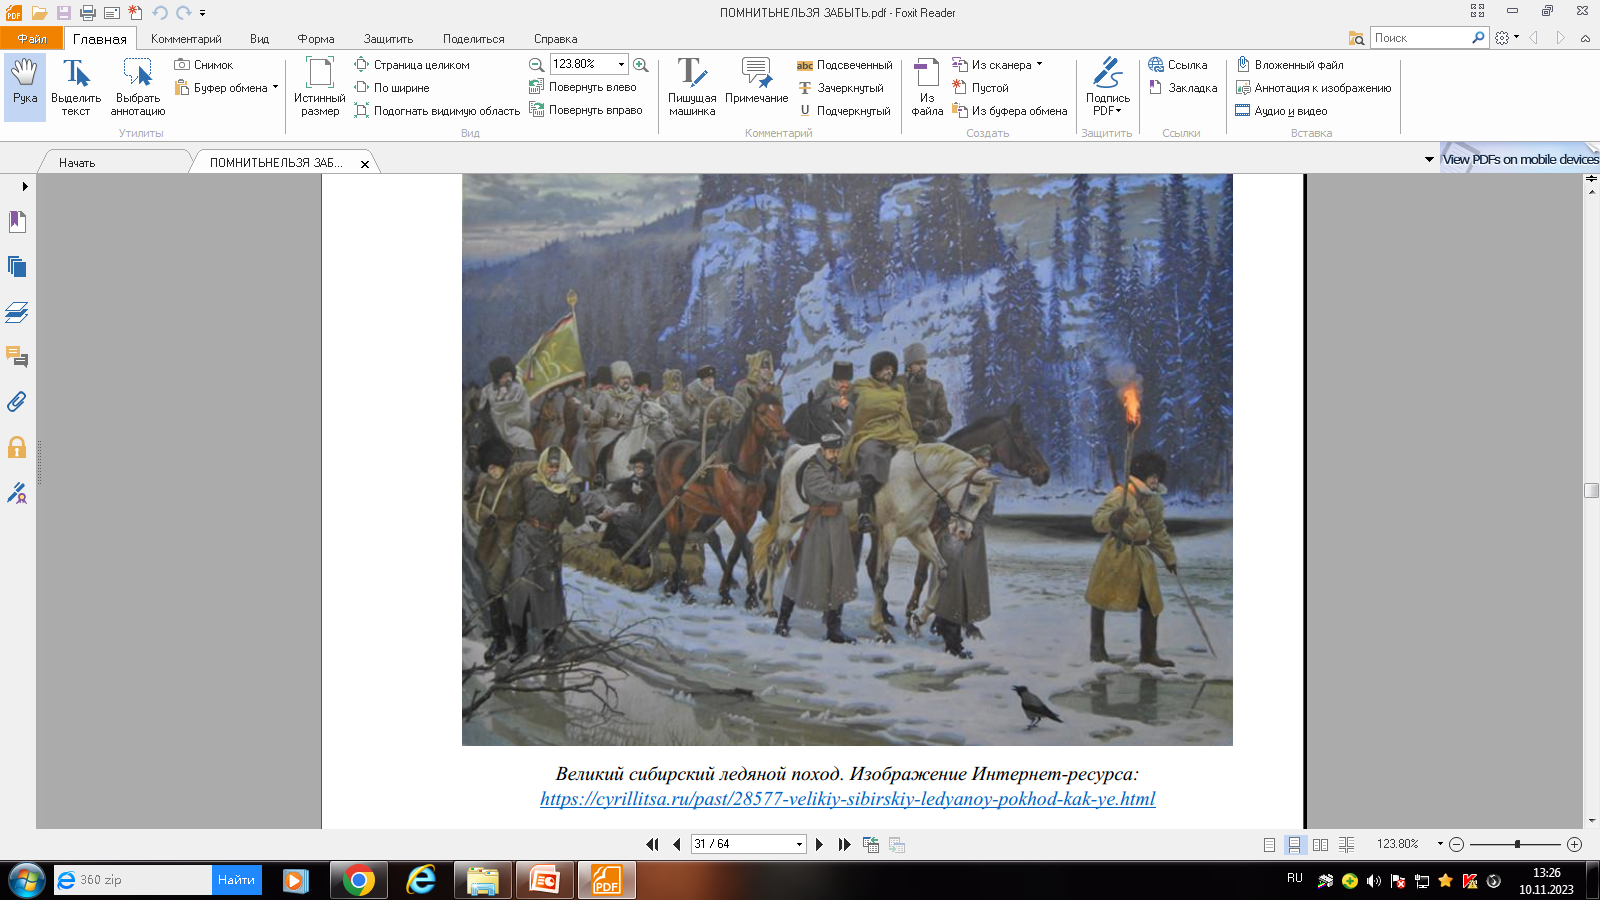 ПОМНИТЬНЕЛЬЗЯ ЗАБЫТЬ.pdf - Foxit Reader
Файл Главная Комментарий Вид Форма Защитить Поделиться Справка Поиск
Рука
Выделить текст
Выбрать аннотацию
Снимок
Буфер обмена
Утилиты
Истинный размер
Страница целиком
По ширине
Подогнать видимую область
123.80%
Повернуть влево
Повернуть вправо
Вид
Пишущая машинка
Примечание
abc Подсвеченный
Зачеркнутый
Подчеркнутый
Комментарий
Из файла
Из сканера
Пустой
Из буфера обмена
Создать
Подпись PDF
Защитить
Ссылка
Закладка
Ссылки
Вложенный файл
Аннотация к изображению
Аудио и видео
Вставка
Начать ПОМНИТЬНЕЛЬЗЯ ЗАБ... View PDFs on mobile devices
Великий сибирский ледяной поход. Изображение Интернет-ресурса:
https://cyrillitsa.ru/past/28577-velikiy-sibirskiy-ledyanoy-pokhod-kak-ye.html
31 / 64 123.80%
360 zip Найти PDF RU 13:26
10.11.2023